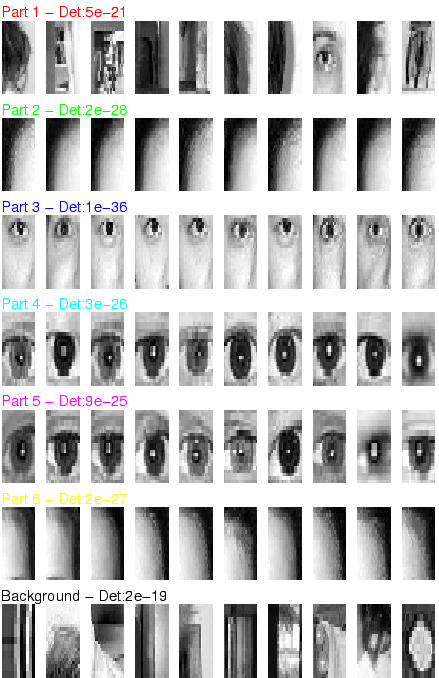 Part 1 – Det:5e–21
Part 2 – Det:2e–28
Part 3 – Det:1e–36
Part 4 – Det:3e–26
Part 5 – Det:9e–25
Part 6 – Det:2e–27
Background – Det:2e–19